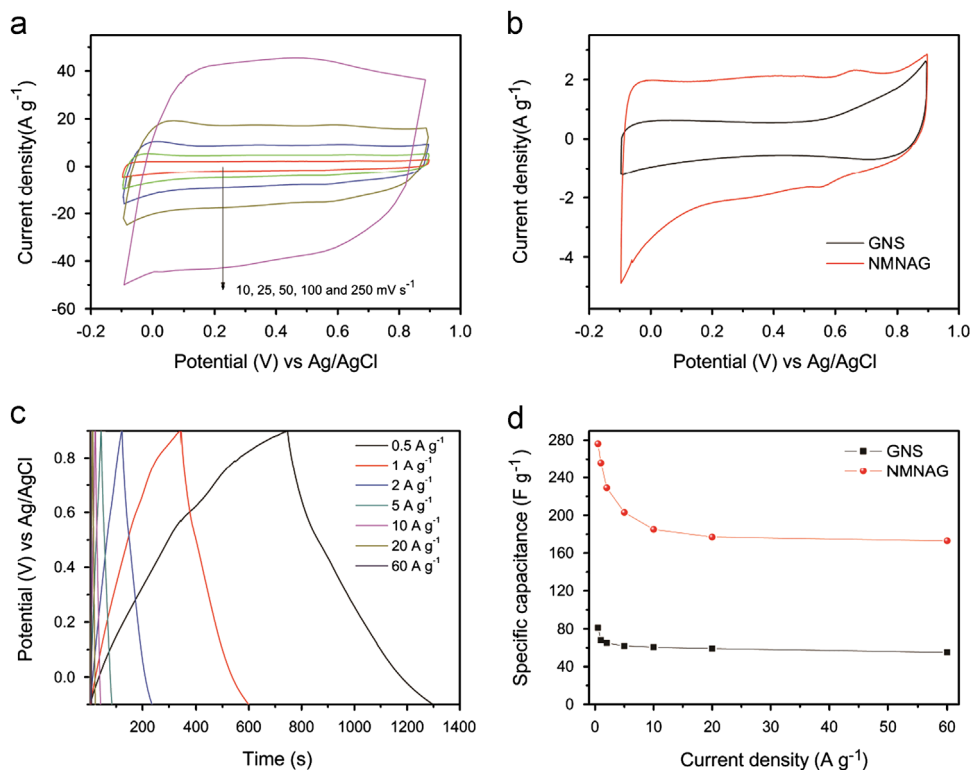 a
Current density(A g⁻¹)
40
20
0
-20
-40
-60
10, 25, 50, 100 and 250 mV s⁻¹
-0.2 0.0 0.2 0.4 0.6 0.8 1.0
Potential (V) vs Ag/AgCl
b
Current density(A g⁻¹)
2
0
-2
-4
GNS
NMNAG
-0.2 0.0 0.2 0.4 0.6 0.8 1.0
Potential (V) vs Ag/AgCl
c
Potential (V) vs Ag/AgCl
0.8
0.6
0.4
0.2
0.0
0.5 A g⁻¹
1 A g⁻¹
2 A g⁻¹
5 A g⁻¹
10 A g⁻¹
20 A g⁻¹
60 A g⁻¹
200 400 600 800 1000 1200 1400
Time (s)
d
Specific capacitance (F g⁻¹)
280
240
200
160
120
80
40
0
GNS
NMNAG
0 10 20 30 40 50 60
Current density (A g⁻¹)